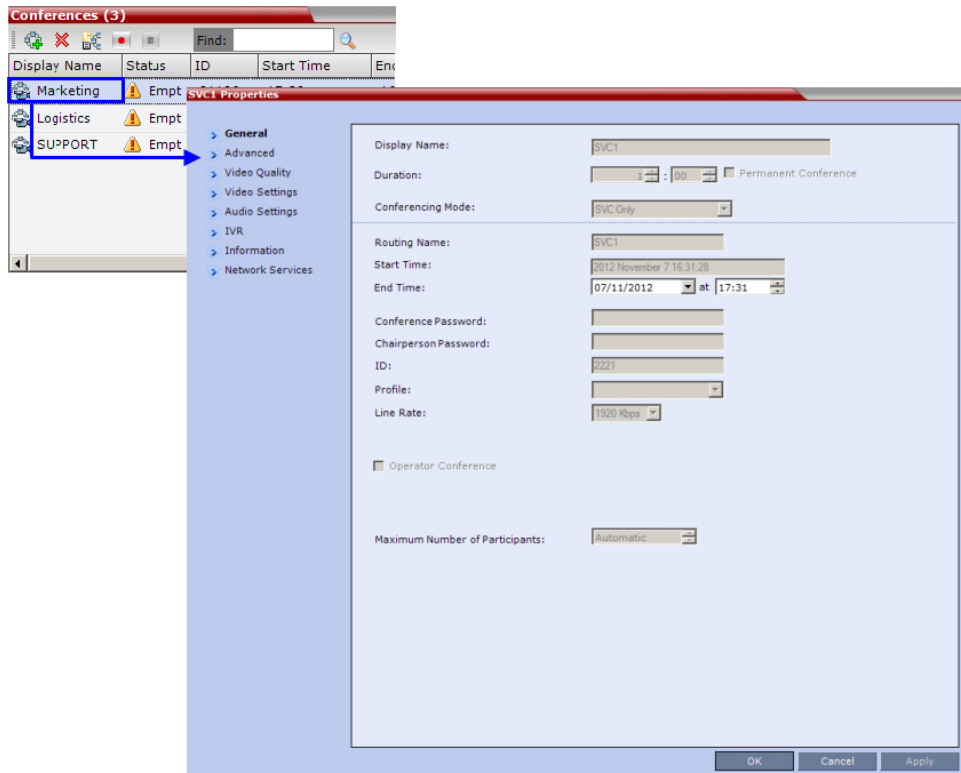 Conferences (3)
Find:
Display Name Status ID Start Time
Marketing Empt
Logistics Empt
SUPPORT Empt
SVC1 Properties
General
Advanced
Video Quality
Video Settings
Audio Settings
IVR
Information
Network Services
Display Name: SVC1
Duration: 1 : 00 Permanent Conference
Conferencing Mode: SVC Only
Routing Name: SVC1
Start Time: 2012 November 7 16:31:28
End Time: 07/11/2012 at 17:31
Conference Password:
Chairperson Password:
ID: 2221
Profile:
Line Rate: 1920 Kbps
Operator Conference
Maximum Number of Participants: Automatic
OK Cancel Apply